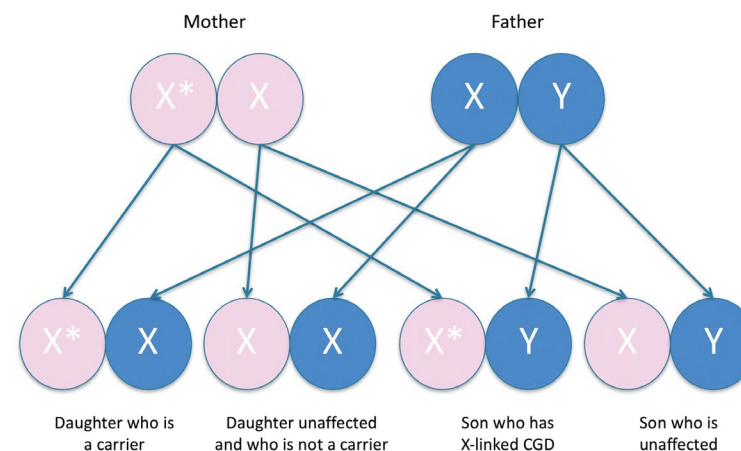 Mother Father
X* X X Y
X* X X X X* Y X Y
Daughter who is
a carrier
Daughter unaffected
and who is not a carrier
Son who has
X-linked CGD
Son who is
unaffected